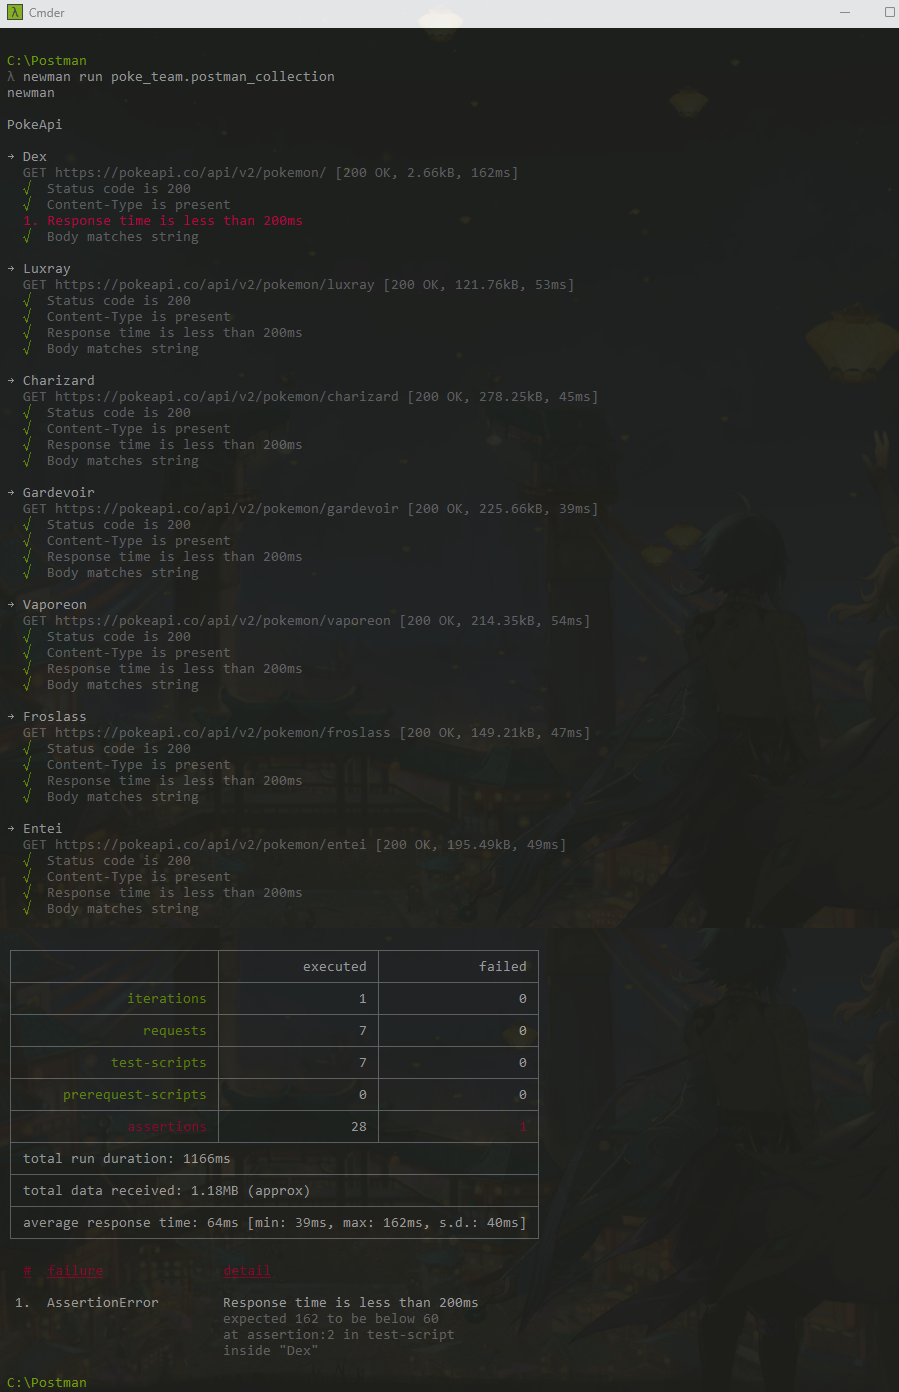 λ Cmder
C:\Postman
λ newman run poke_team.postman_collection
newman
PokeApi
→ Dex
GET https://pokeapi.co/api/v2/pokemon/ [200 OK, 2.66kB, 162ms]
√ Status code is 200
√ Content-Type is present
1. Response time is less than 200ms
√ Body matches string
→ Luxray
GET https://pokeapi.co/api/v2/pokemon/luxray [200 OK, 121.76kB, 53ms]
√ Status code is 200
√ Content-Type is present
√ Response time is less than 200ms
√ Body matches string
→ Charizard
GET https://pokeapi.co/api/v2/pokemon/charizard [200 OK, 278.25kB, 45ms]
√ Status code is 200
√ Content-Type is present
√ Response time is less than 200ms
√ Body matches string
→ Gardevoir
GET https://pokeapi.co/api/v2/pokemon/gardevoir [200 OK, 225.66kB, 39ms]
√ Status code is 200
√ Content-Type is present
√ Response time is less than 200ms
√ Body matches string
→ Vaporeon
GET https://pokeapi.co/api/v2/pokemon/vaporeon [200 OK, 214.35kB, 54ms]
√ Status code is 200
√ Content-Type is present
√ Response time is less than 200ms
√ Body matches string
→ Froslass
GET https://pokeapi.co/api/v2/pokemon/froslass [200 OK, 149.21kB, 47ms]
√ Status code is 200
√ Content-Type is present
√ Response time is less than 200ms
√ Body matches string
→ Entei
GET https://pokeapi.co/api/v2/pokemon/entei [200 OK, 195.49kB, 49ms]
√ Status code is 200
√ Content-Type is present
√ Response time is less than 200ms
√ Body matches string
executed failed
iterations 1 0
requests 7 0
test-scripts 7 0
prerequest-scripts 0 0
assertions 28 1
total run duration: 1166ms
total data received: 1.18MB (approx)
average response time: 64ms [min: 39ms, max: 162ms, s.d.: 40ms]
# failure detail
1. AssertionError Response time is less than 200ms
expected 162 to be below 60
at assertion:2 in test-script
inside "Dex"
C:\Postman